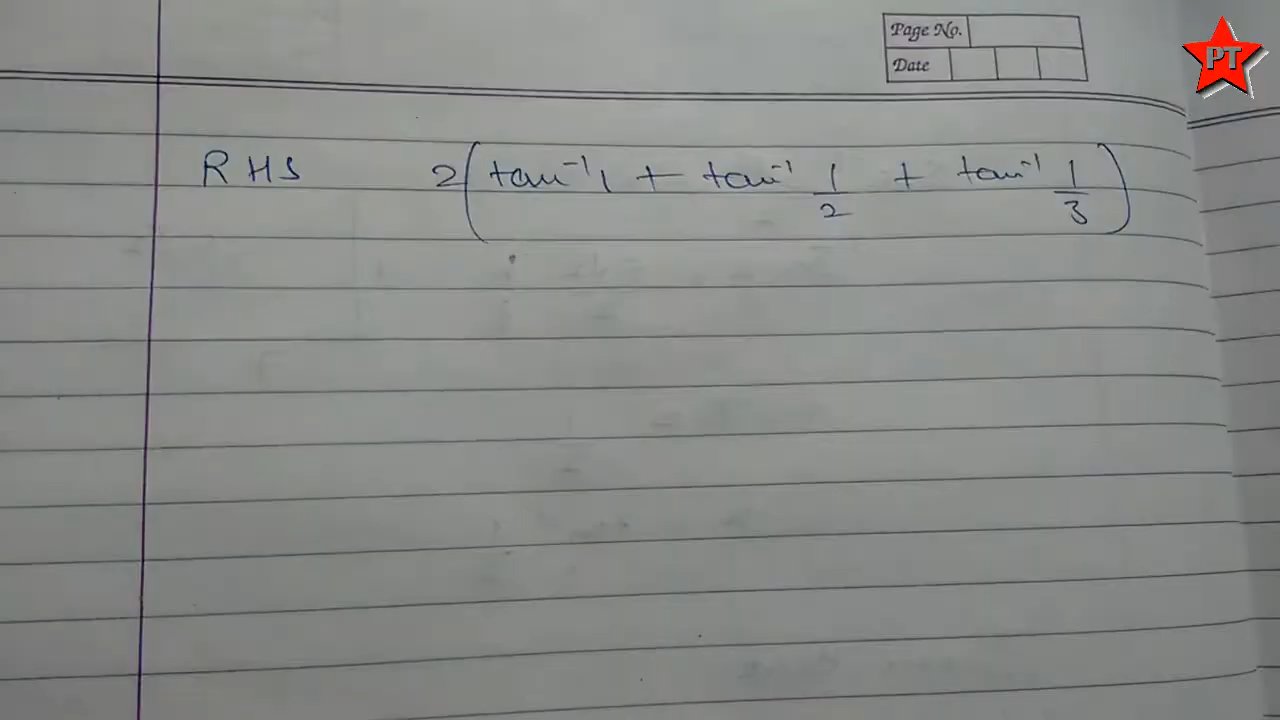 Page No.
Date
PT
RHS 2(tan⁻¹1 + tan⁻¹ 1/2 + tan⁻¹ 1/3)